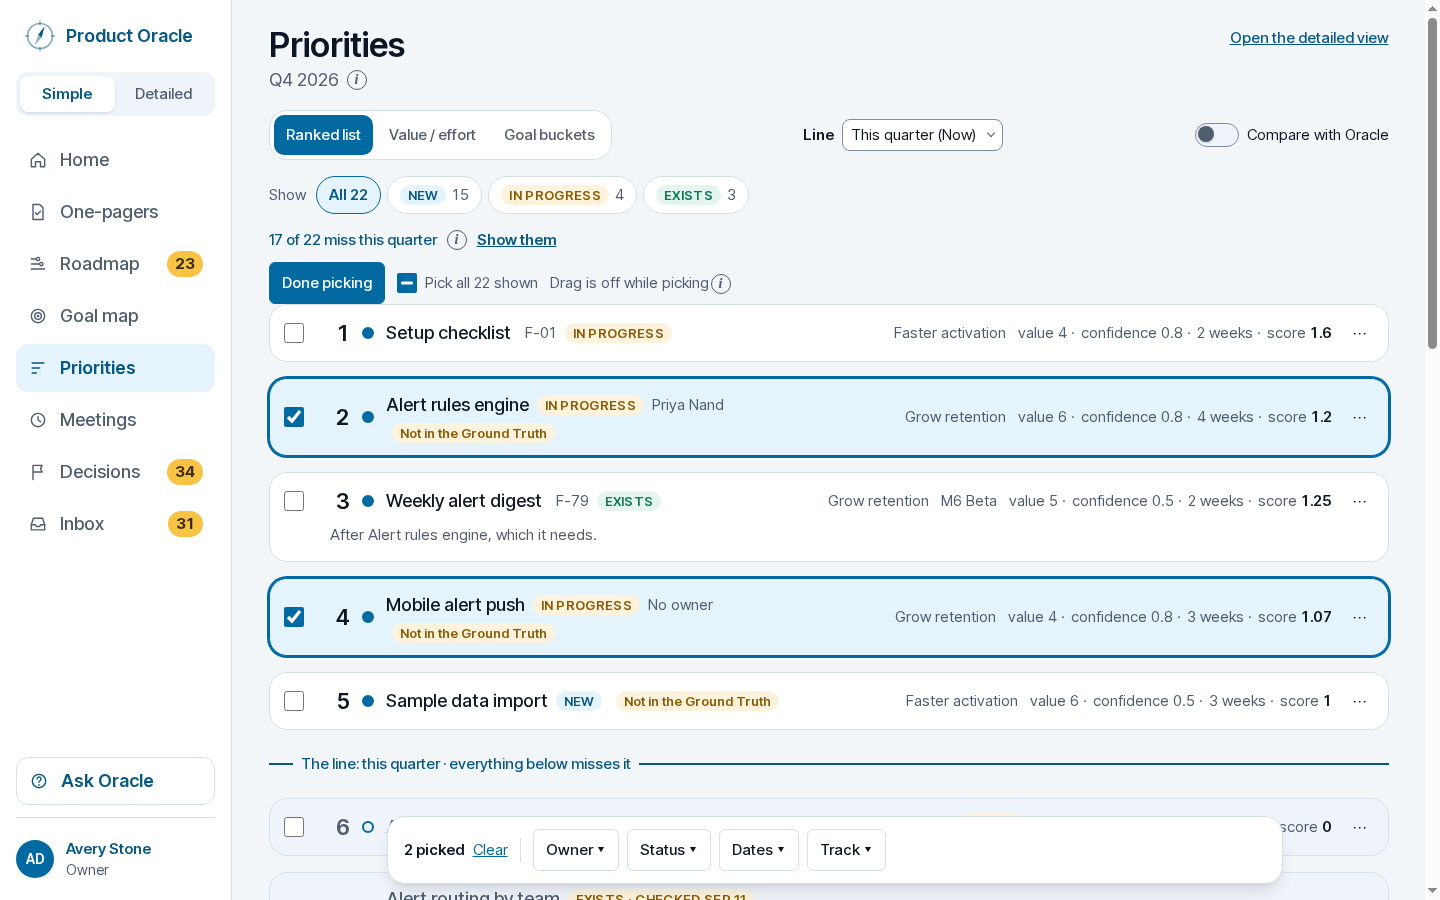 Product Oracle
Simple Detailed
Home
One-pagers
Roadmap 23
Goal map
Priorities
Meetings
Decisions 34
Inbox 31
Ask Oracle
AD Avery Stone
Owner
Priorities
Open the detailed view
Q4 2026 i
Ranked list Value / effort Goal buckets
Line This quarter (Now)
Compare with Oracle
Show All 22 NEW 15 IN PROGRESS 4 EXISTS 3
17 of 22 miss this quarter i Show them
Done picking Pick all 22 shown Drag is off while picking i
1 Setup checklist F-01 IN PROGRESS Faster activation value 4 · confidence 0.8 · 2 weeks · score 1.6 ···
2 Alert rules engine IN PROGRESS Priya Nand Grow retention value 6 · confidence 0.8 · 4 weeks · score 1.2 ···
Not in the Ground Truth
3 Weekly alert digest F-79 EXISTS Grow retention M6 Beta value 5 · confidence 0.5 · 2 weeks · score 1.25 ···
After Alert rules engine, which it needs.
4 Mobile alert push IN PROGRESS No owner Grow retention value 4 · confidence 0.8 · 3 weeks · score 1.07 ···
Not in the Ground Truth
5 Sample data import NEW Not in the Ground Truth Faster activation value 6 · confidence 0.5 · 3 weeks · score 1 ···
The line: this quarter · everything below misses it
6 score 0 ···
2 picked Clear Owner ▾ Status ▾ Dates ▾ Track ▾
Alert routing by team EXISTS · CHECKED SEP 11